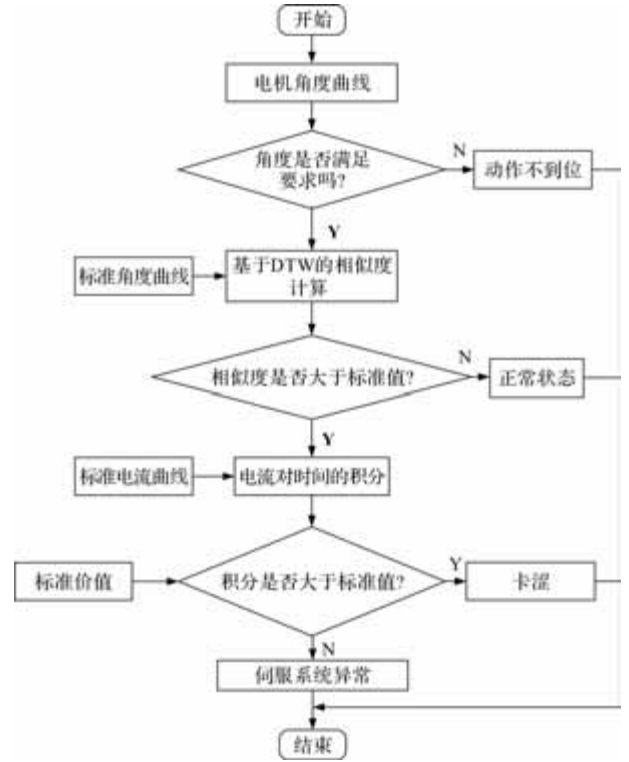 开始
电机角度曲线
角度是否满足
要求吗?
N
动作不到位
Y
标准角度曲线
基于DTW的相似度
计算
相似度是否大于标准值?
N
正常状态
Y
标准电流曲线
电流对时间的积分
标准价值
积分是否大于标准值?
Y
卡涩
N
伺服系统异常
结束